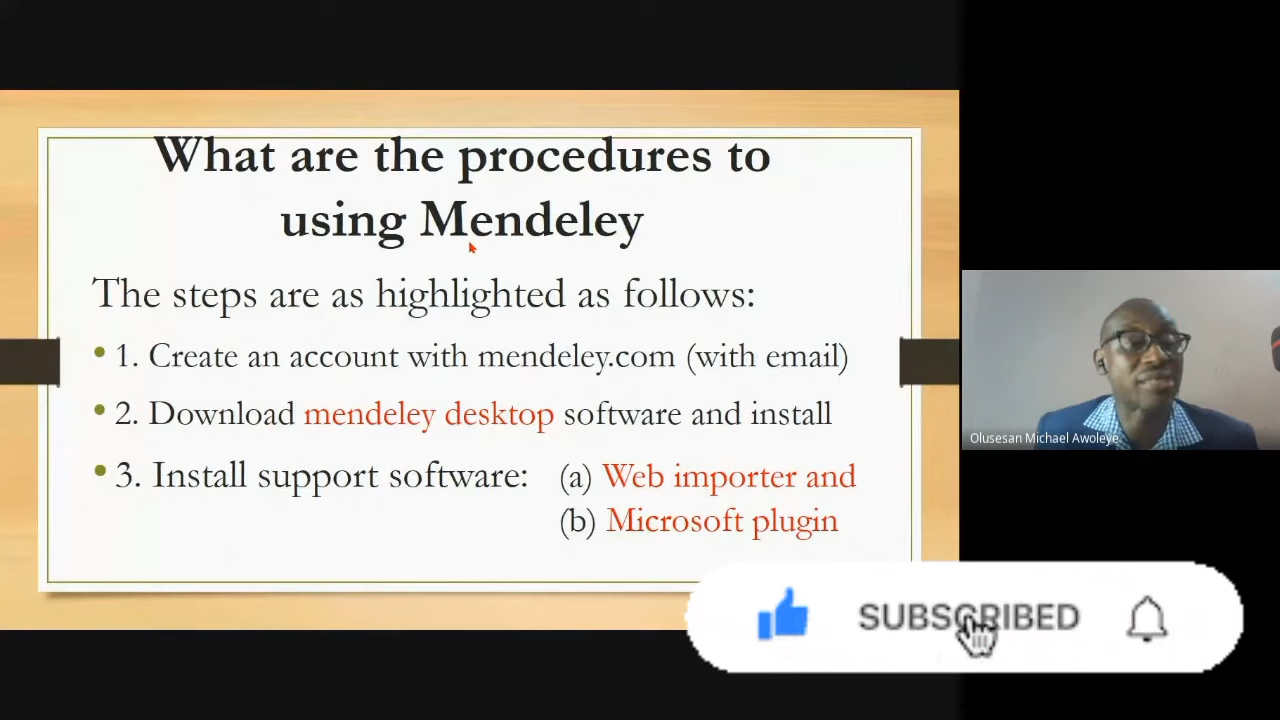 What are the procedures to
using Mendeley
The steps are as highlighted as follows:
• 1. Create an account with mendeley.com (with email)
• 2. Download mendeley desktop software and install
• 3. Install support software: (a) Web importer and
(b) Microsoft plugin
Olusesan Michael Awoleye
SUBSCRIBED